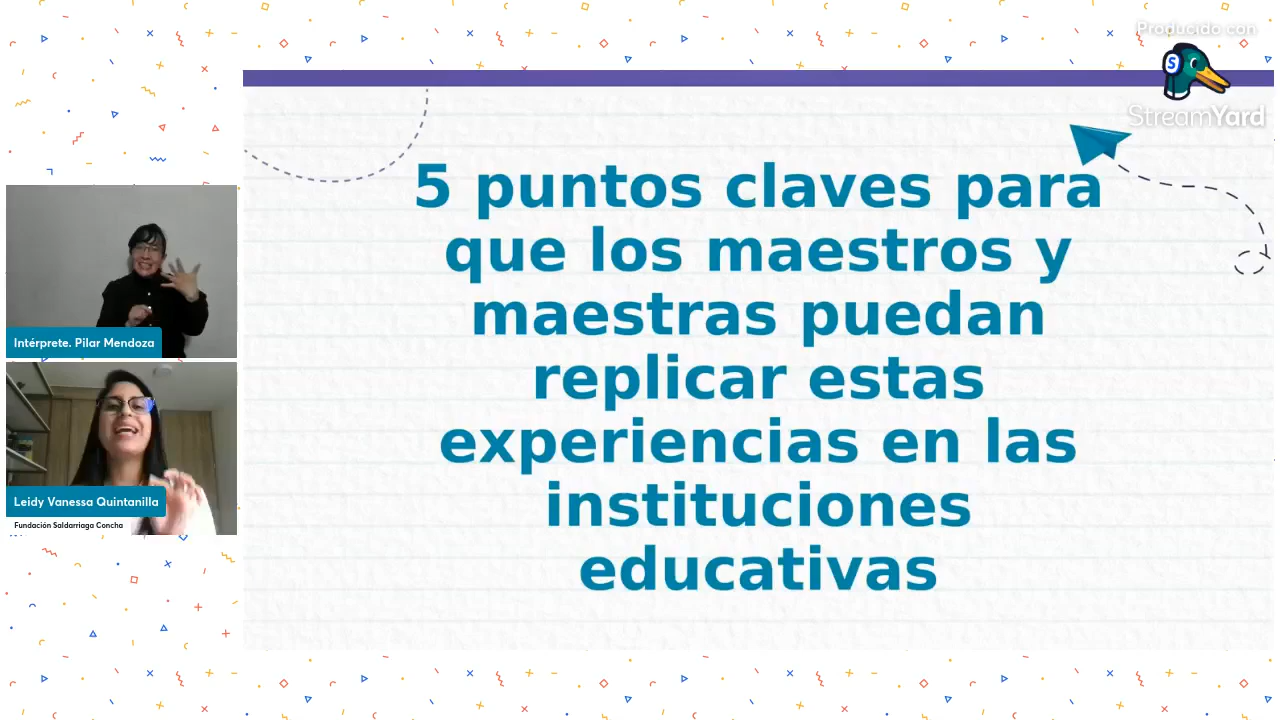 Producido con
StreamYard
5 puntos claves para
que los maestros y
maestras puedan
replicar estas
experiencias en las
instituciones
educativas
Intérprete. Pilar Mendoza
Leidy Vanessa Quintanilla
Fundación Saldarriaga Concha